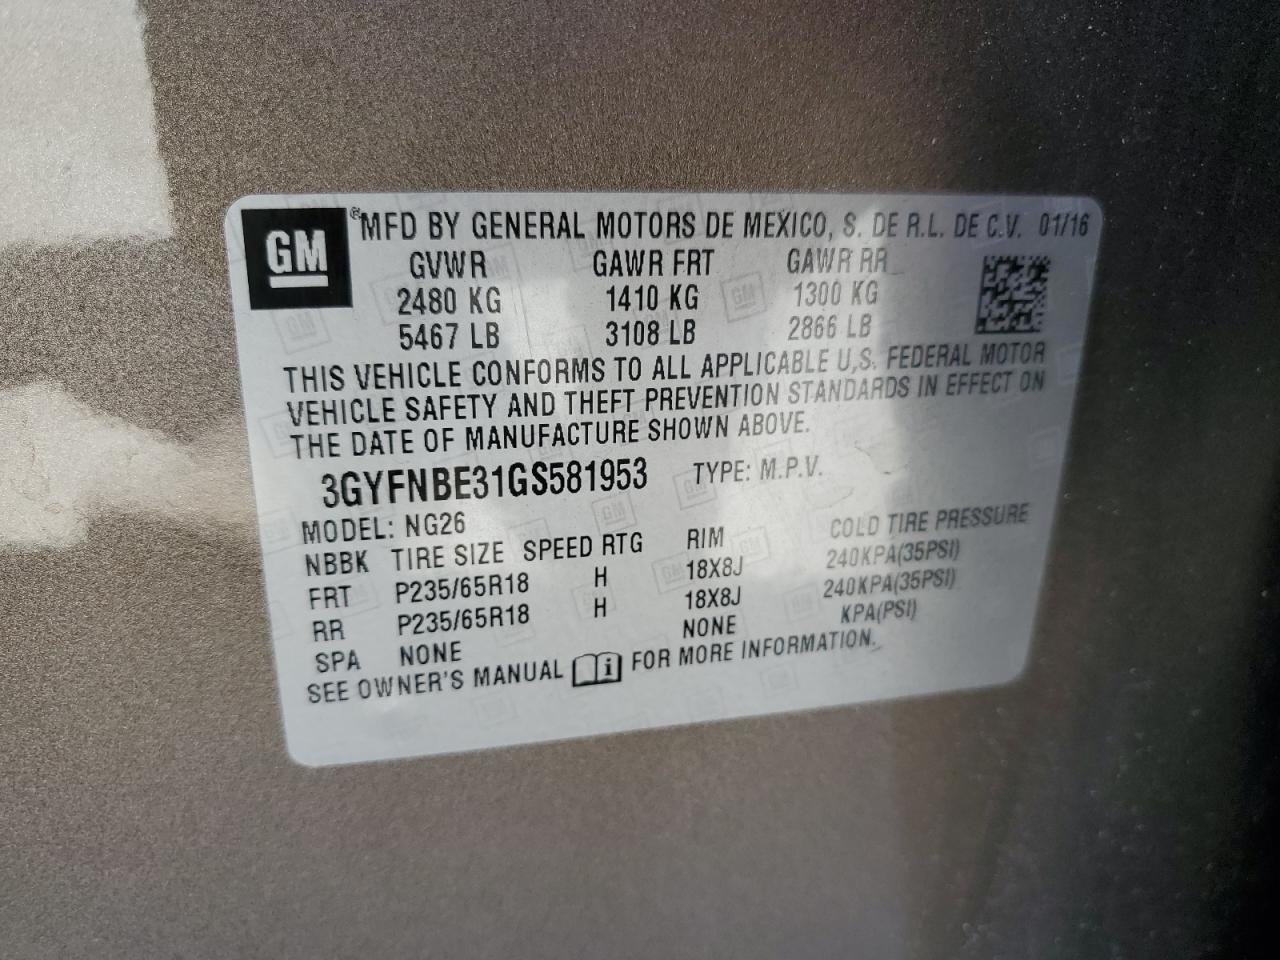 GM ® MFD BY GENERAL MOTORS DE MEXICO, S. DE R.L. DE C.V. 01/16
GVWR GAWR FRT GAWR RR
2480 KG 1410 KG 1300 KG
5467 LB 3108 LB 2866 LB
THIS VEHICLE CONFORMS TO ALL APPLICABLE U.S. FEDERAL MOTOR
VEHICLE SAFETY AND THEFT PREVENTION STANDARDS IN EFFECT ON
THE DATE OF MANUFACTURE SHOWN ABOVE.
3GYFNBE31GS581953 TYPE: M.P.V.
MODEL: NG26
NBBK TIRE SIZE SPEED RTG RIM COLD TIRE PRESSURE
FRT P235/65R18 H 18X8J 240KPA(35PSI)
RR P235/65R18 H 18X8J 240KPA(35PSI)
SPA NONE NONE KPA(PSI)
SEE OWNER'S MANUAL i FOR MORE INFORMATION.